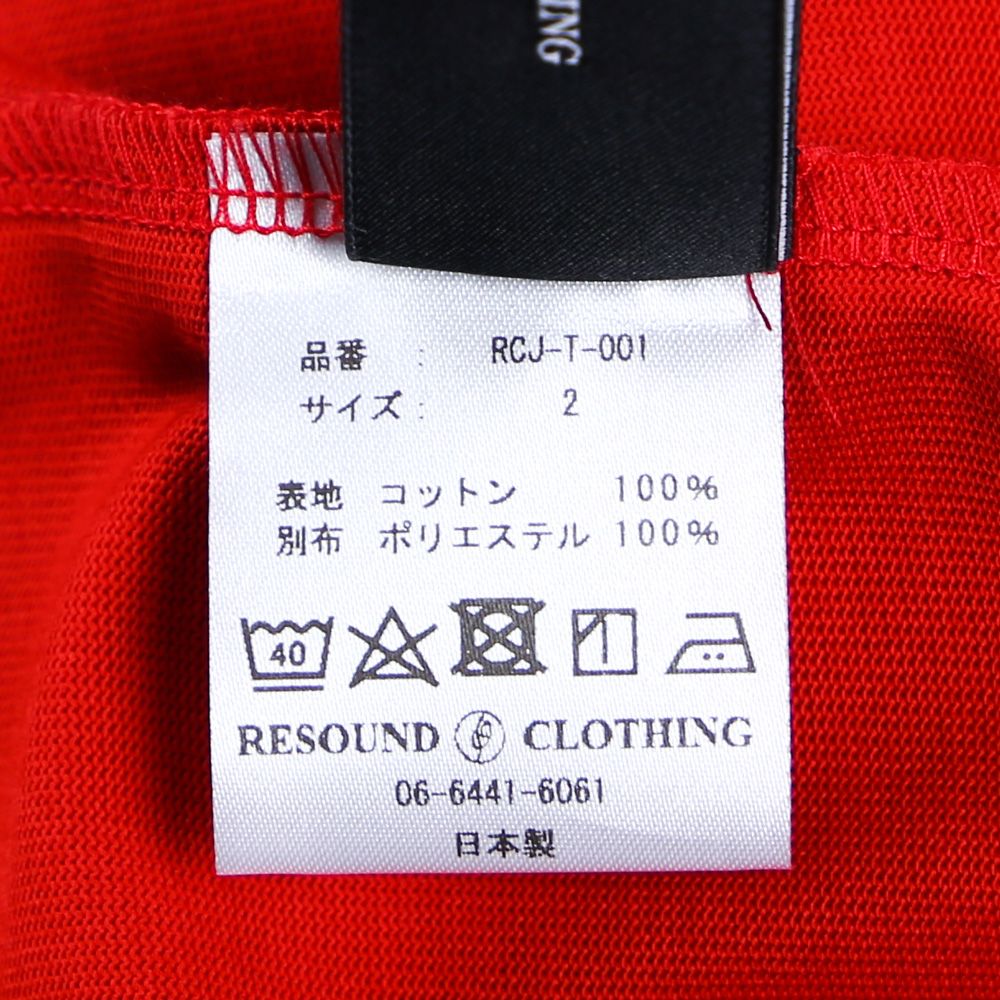 ING
品番 : RCJ-T-001
サイズ : 2
表地 コットン 100%
別布 ポリエステル 100%
40
RESOUND CLOTHING
06-6441-6061
日本製